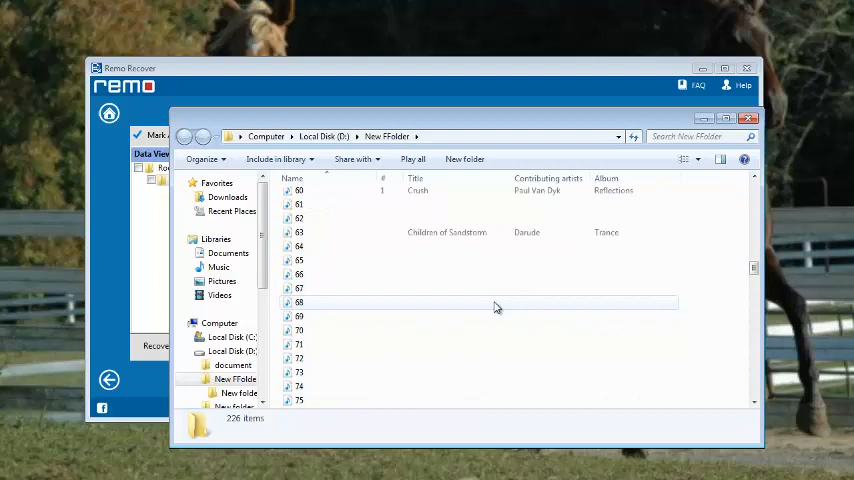 Remo Recover
remo
FAQ
Help
Mark
Data View
Ro
Recove
Computer
Local Disk (D:)
New FFolder
Search New FFolder
Organize
Include in library
Share with
Play all
New folder
Name
#
Title
Contributing artists
Album
Favorites
Downloads
Recent Places
Libraries
Documents
Music
Pictures
Videos
Computer
Local Disk (C:
Local Disk (D:
document
New FFolde
New folde
New folder
60 1 Crush Paul Van Dyk Reflections
61
62
63 Children of Sandstorm Darude Trance
64
65
66
67
68
69
70
71
72
73
74
75
226 items